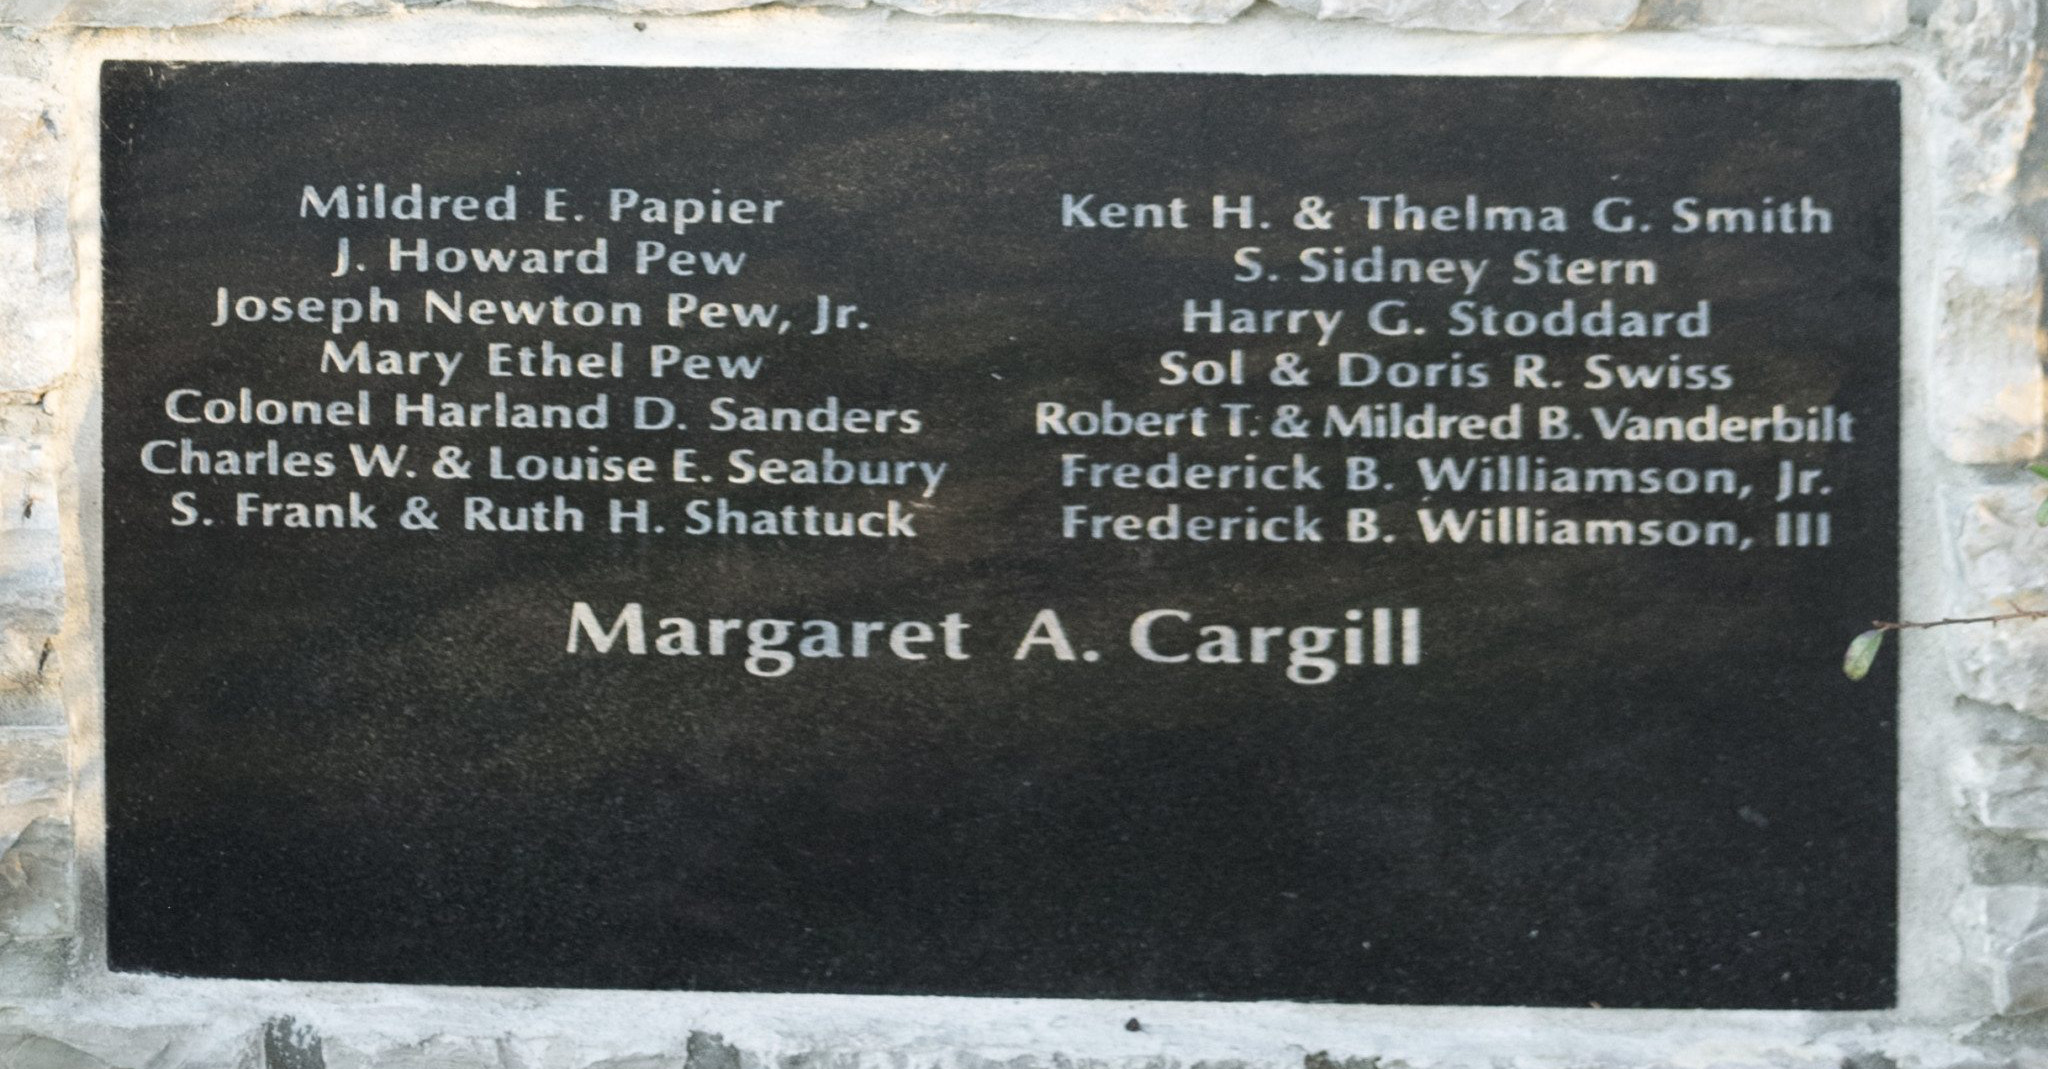 Mildred E. Papier
J. Howard Pew
Joseph Newton Pew, Jr.
Mary Ethel Pew
Colonel Harland D. Sanders
Charles W. & Louise E. Seabury
S. Frank & Ruth H. Shattuck
Kent H. & Thelma G. Smith
S. Sidney Stern
Harry G. Stoddard
Sol & Doris R. Swiss
Robert T. & Mildred B. Vanderbilt
Frederick B. Williamson, Jr.
Frederick B. Williamson, III
Margaret A. Cargill